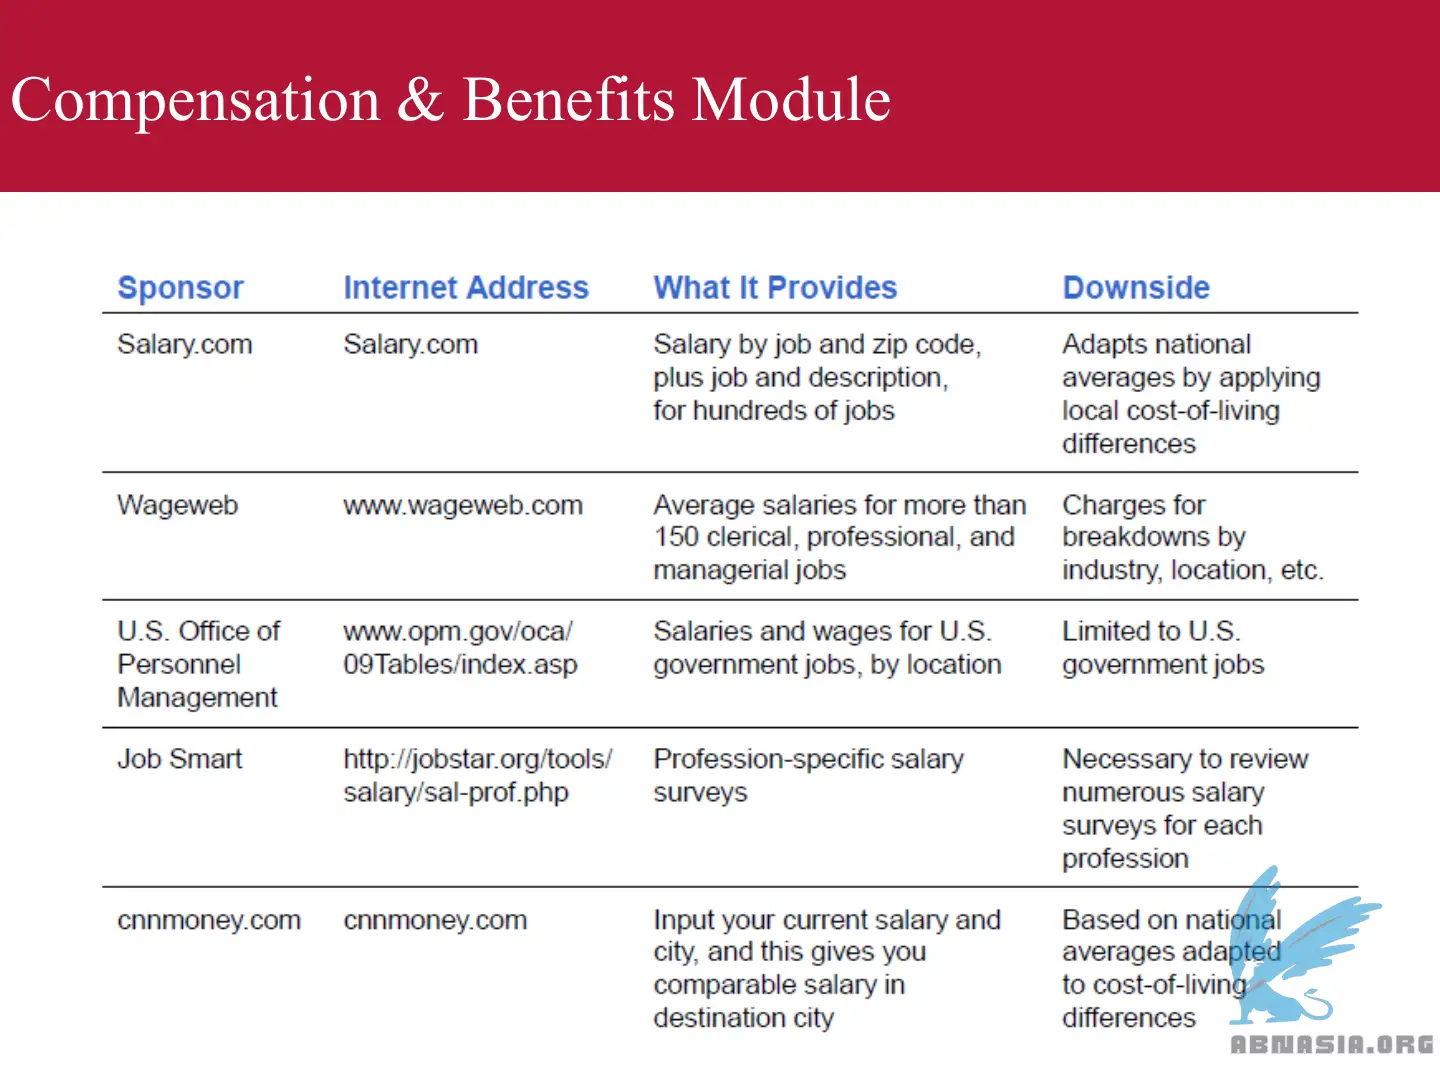 Compensation & Benefits Module
Sponsor Internet Address What It Provides Downside
Salary.com Salary.com Salary by job and zip code, Adapts national
plus job and description, averages by applying
for hundreds of jobs local cost-of-living
differences
Wageweb www.wageweb.com Average salaries for more than Charges for
150 clerical, professional, and breakdowns by
managerial jobs industry, location, etc.
U.S. Office of www.opm.gov/oca/ Salaries and wages for U.S. Limited to U.S.
Personnel 09Tables/index.asp government jobs, by location government jobs
Management
Job Smart http://jobstar.org/tools/ Profession-specific salary Necessary to review
salary/sal-prof.php surveys numerous salary
surveys for each
profession
cnnmoney.com cnnmoney.com Input your current salary and Based on national
city, and this gives you averages adapted
comparable salary in to cost-of-living
destination city differences
ABNASIA.ORG